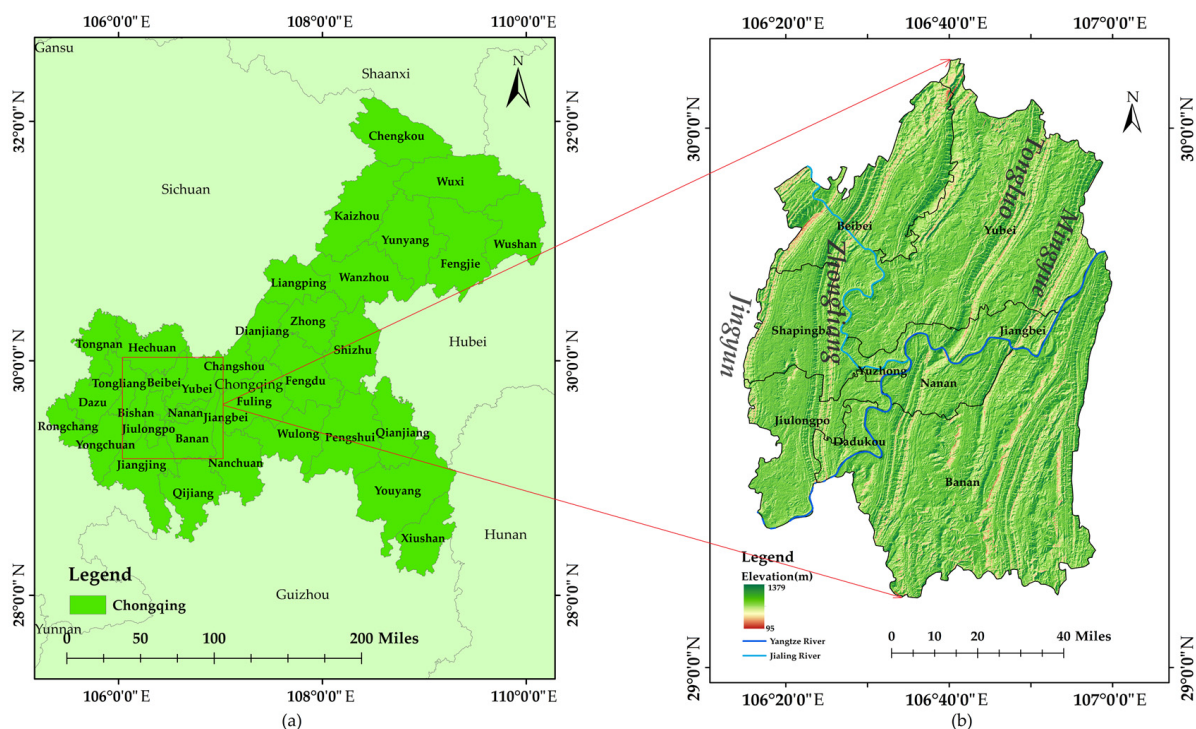 106°0'0"E
108°0'0"E
110°0'0"E
Gansu
Shaanxi
N
32°0'0"N
32°0'0"N
Chengkou
Sichuan
Wuxi
Kaizhou
Yunyang
Wushan
Fengjie
Wanzhou
Liangping
Zhong
Dianjiang
Hubei
Tongnan
Hechuan
Shizhu
30°0'0"N
30°0'0"N
Changshou
Tongliang
Beibei
Yubei
Chongqing
Fengdu
Dazu
Fuling
Bishan
Nanan
Jiangbei
Rongchang
Jiulongpo
Yongchuan
Banan
Wulong
Pengshui
Qianjiang
Jiangjing
Nanchuan
Qijiang
Youyang
Xiushan
Hunan
Legend
Chongqing
Guizhou
28°0'0"N
28°0'0"N
Yunnan
0
50
100
200 Miles
106°0'0"E
108°0'0"E
110°0'0"E
(a)
106°20'0"E
106°40'0"E
107°0'0"E
N
30°0'0"N
30°0'0"N
Tongluo
Beibei
Yubei
Mingyue
Zhongliang
Jingyun
Shapingba
Jiangbei
Yuzhong
Nanan
Jiulongpo
Dadukou
Banan
Legend
Elevation(m)
1379
95
Yangtze River
Jialing River
0
10
20
40 Miles
29°0'0"N
29°0'0"N
106°20'0"E
106°40'0"E
107°0'0"E
(b)